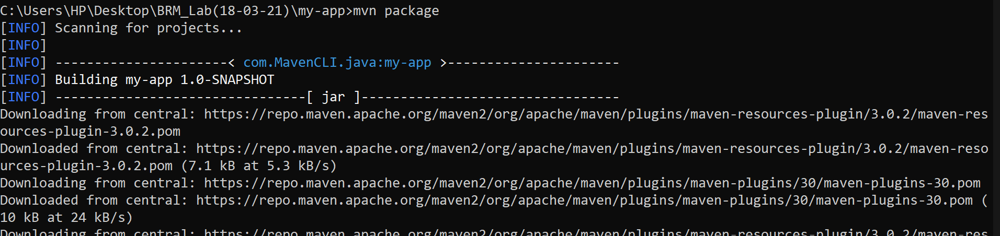 C:\Users\HP\Desktop\BRM_Lab(18-03-21)\my-app>mvn package
[INFO] Scanning for projects...
[INFO]
[INFO] ----------------------< com.MavenCLI.java:my-app >----------------------
[INFO] Building my-app 1.0-SNAPSHOT
[INFO] --------------------------------[ jar ]---------------------------------
Downloading from central: https://repo.maven.apache.org/maven2/org/apache/maven/plugins/maven-resources-plugin/3.0.2/maven-res
ources-plugin-3.0.2.pom
Downloaded from central: https://repo.maven.apache.org/maven2/org/apache/maven/plugins/maven-resources-plugin/3.0.2/maven-reso
urces-plugin-3.0.2.pom (7.1 kB at 5.3 kB/s)
Downloading from central: https://repo.maven.apache.org/maven2/org/apache/maven/plugins/maven-plugins/30/maven-plugins-30.pom
Downloaded from central: https://repo.maven.apache.org/maven2/org/apache/maven/plugins/maven-plugins/30/maven-plugins-30.pom (
10 kB at 24 kB/s)
Downloading from central: https://repo.maven.apache.org/maven2/org/apache/maven/plugins/maven-resources-plugin/3.0.2/maven-res